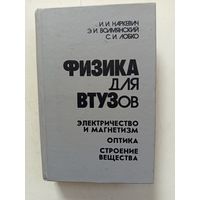 И. И. НАРКЕВИЧ
Э. И. ВОЛМЯНСКИЙ
С. И. ЛОБКО
ФИЗИКА
ДЛЯ
ВТУЗОВ
ЭЛЕКТРИЧЕСТВО
И МАГНЕТИЗМ
ОПТИКА
СТРОЕНИЕ
ВЕЩЕСТВА